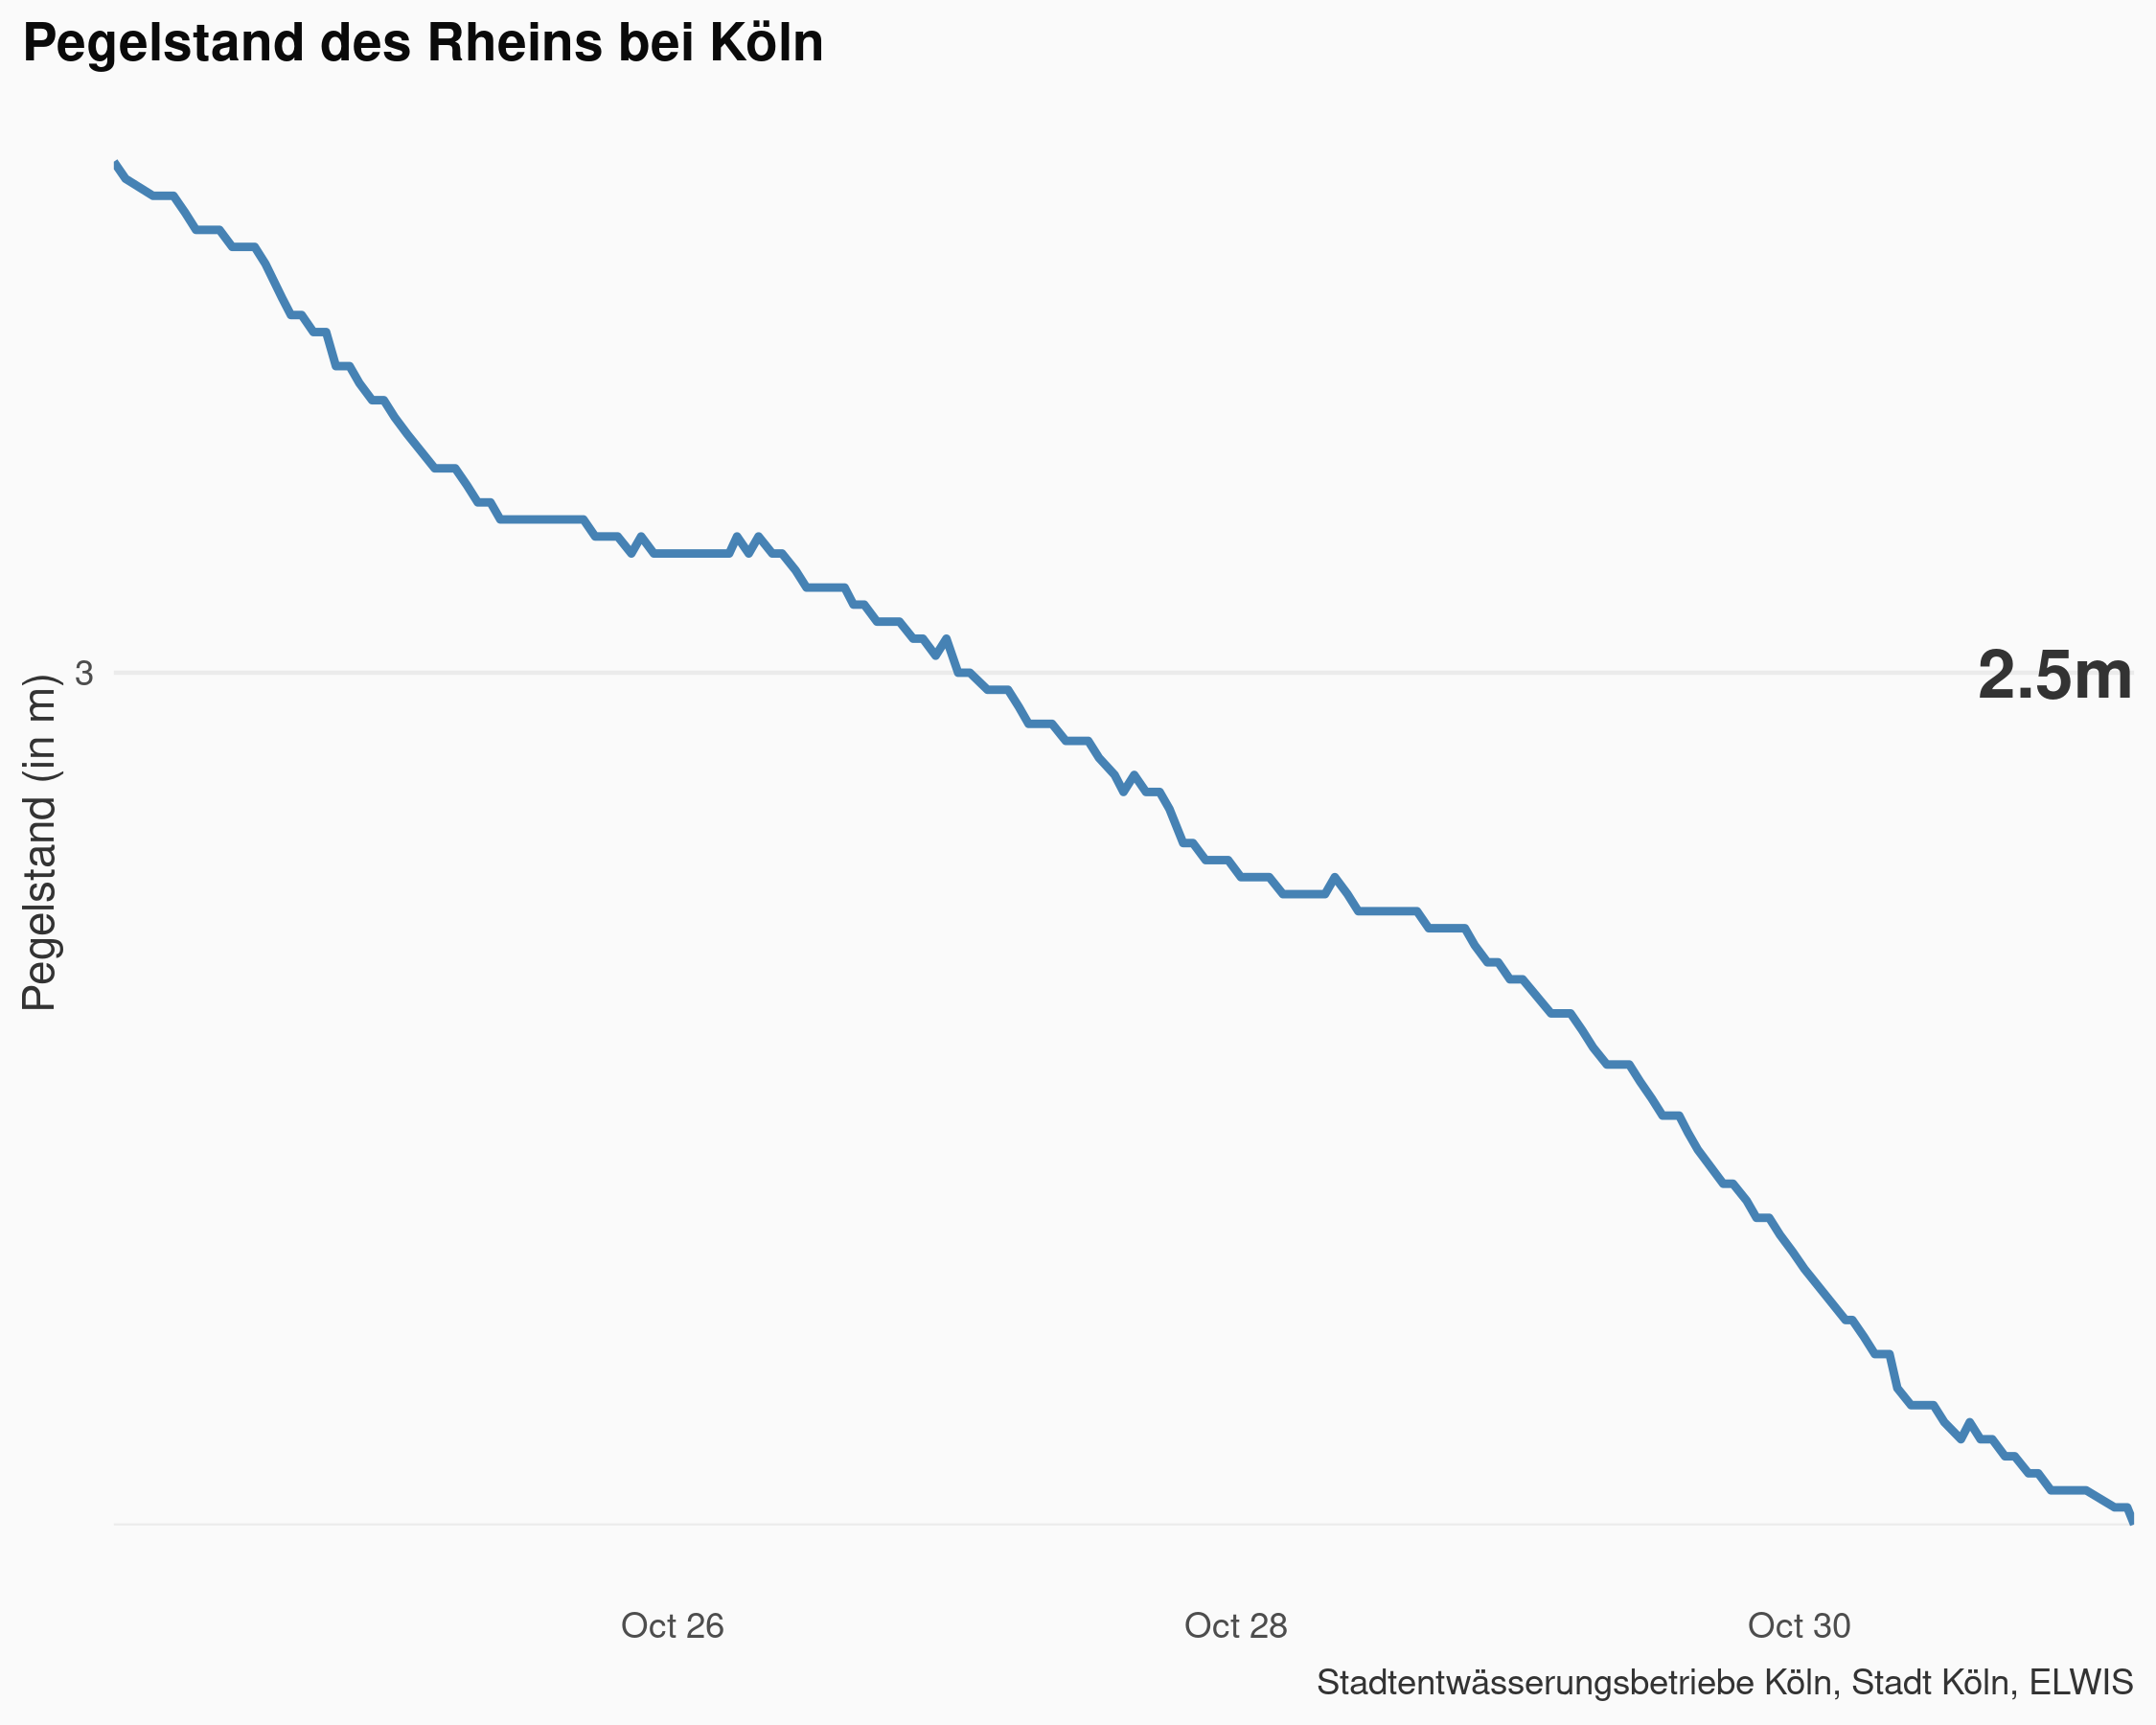 Pegelstand des Rheins bei Köln
Pegelstand (in m)
3
2.5m
Oct 26
Oct 28
Oct 30
Stadtentwässerungsbetriebe Köln, Stadt Köln, ELWIS